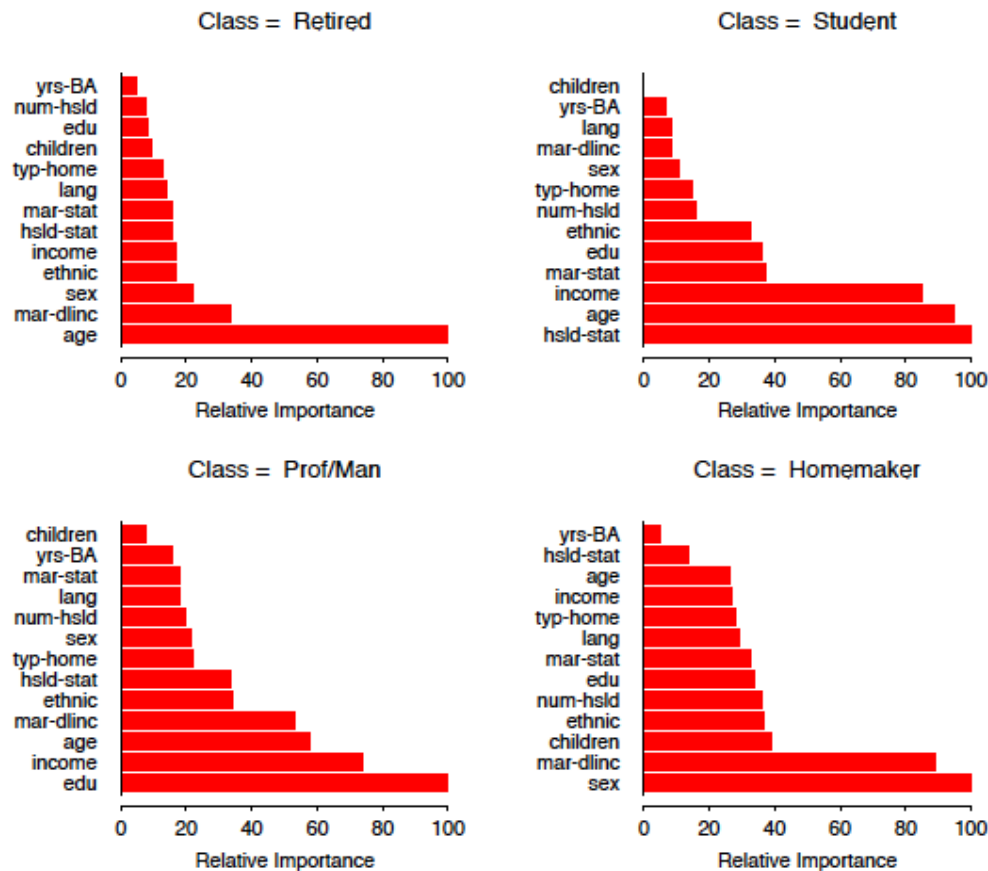 Class = Retired
yrs-BA
num-hsld
edu
children
typ-home
lang
mar-stat
hsld-stat
income
ethnic
sex
mar-dlinc
age
0 20 40 60 80 100
Relative Importance
Class = Student
children
yrs-BA
lang
mar-dlinc
sex
typ-home
num-hsld
ethnic
edu
mar-stat
income
age
hsld-stat
0 20 40 60 80 100
Relative Importance
Class = Prof/Man
children
yrs-BA
mar-stat
lang
num-hsld
sex
typ-home
hsld-stat
ethnic
mar-dlinc
age
income
edu
0 20 40 60 80 100
Relative Importance
Class = Homemaker
yrs-BA
hsld-stat
age
income
typ-home
lang
mar-stat
edu
num-hsld
ethnic
children
mar-dlinc
sex
0 20 40 60 80 100
Relative Importance